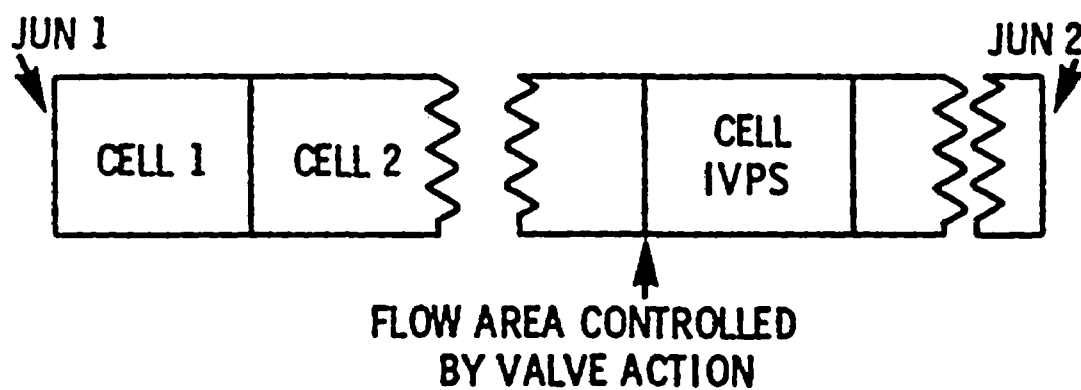 JUN 1
JUN 2
CELL 1
CELL 2
CELL
IVPS
FLOW AREA CONTROLLED
BY VALVE ACTION